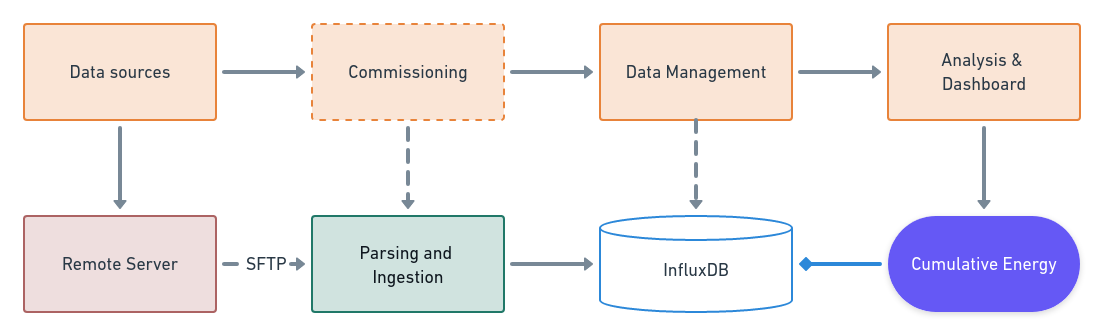 Data sources
Commissioning
Data Management
Analysis &
Dashboard
Remote Server
SFTP
Parsing and
Ingestion
InfluxDB
Cumulative Energy